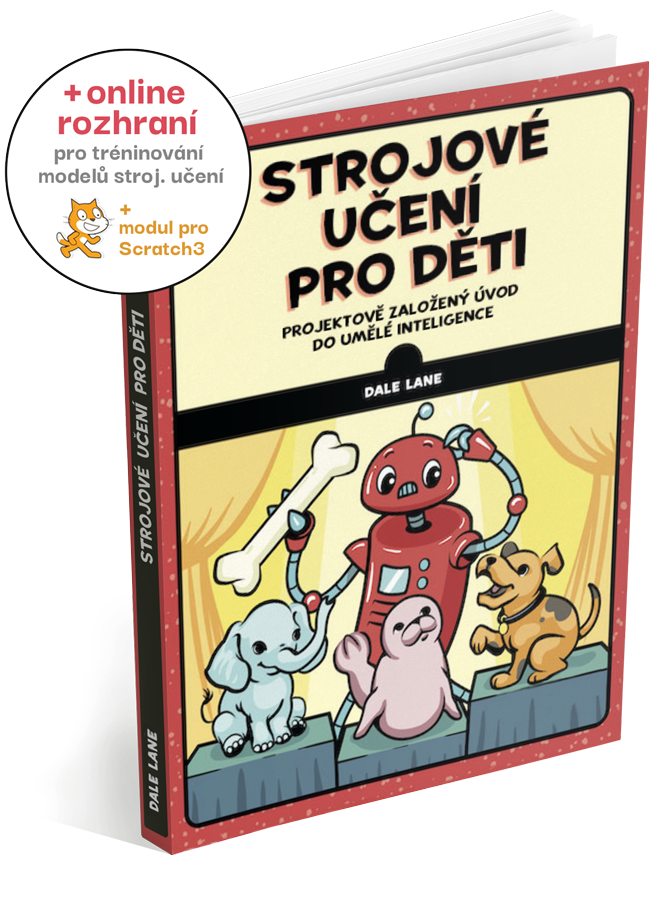 + online
rozhraní
pro tréninování
modelů stroj. učení
+
modul pro
Scratch3
STROJOVÉ
UČENÍ
PRO DĚTI
PROJEKTOVĚ ZALOŽENÝ ÚVOD
DO UMĚLÉ INTELIGENCE
DALE LANE
STROJOVÉ UČENÍ PRO DĚTI
DALE LANE